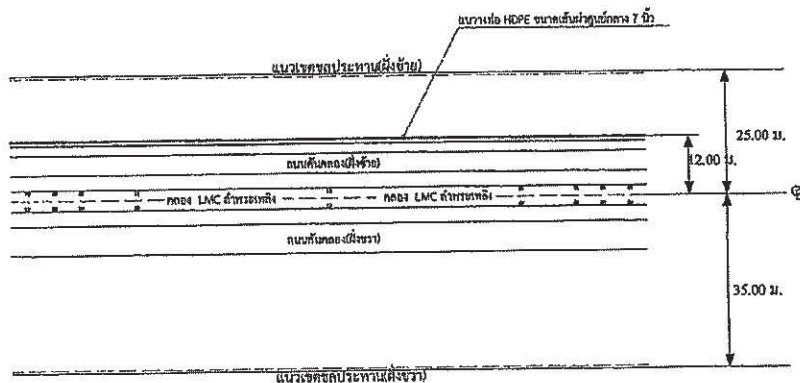 แนววางท่อ HDPE ขนาดเส้นผ่าศูนย์กลาง 7 นิ้ว
แนวเขตชลประทาน(ฝั่งซ้าย)
25.00 ม.
12.00 ม.
ถนนคันคลอง(ฝั่งซ้าย)
คลอง LMC ลำพระเพลิง คลอง LMC ลำพระเพลิง
ถนนคันคลอง(ฝั่งขวา)
35.00 ม.
แนวเขตชลประทาน(ฝั่งขวา)